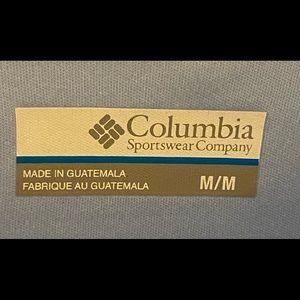 Columbia
Sportswear Company
MADE IN GUATEMALA
FABRIQUE AU GUATEMALA
M/M